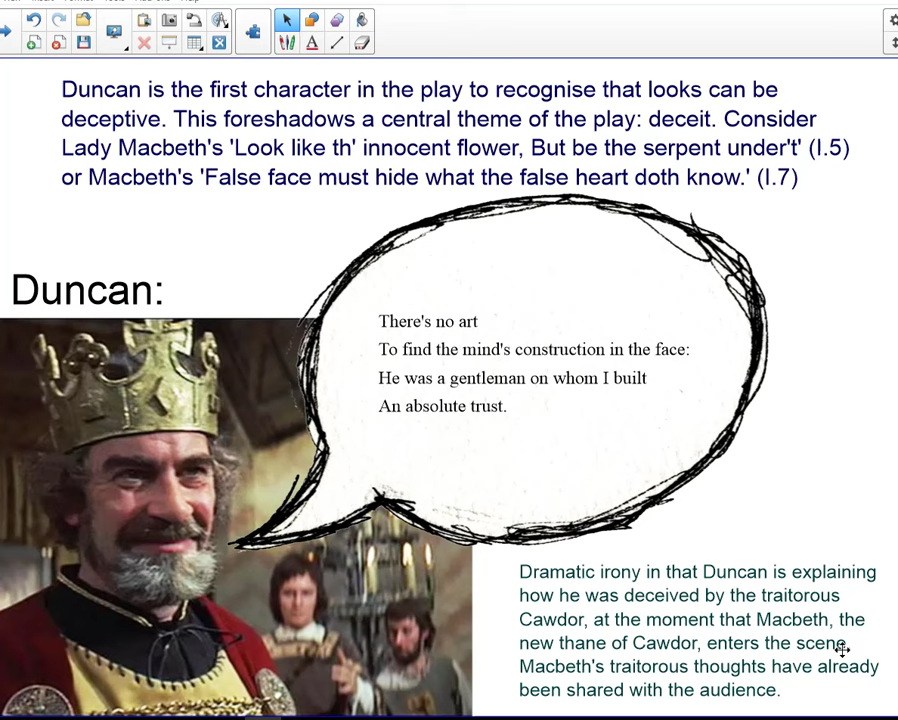 Duncan is the first character in the play to recognise that looks can be
deceptive. This foreshadows a central theme of the play: deceit. Consider
Lady Macbeth's 'Look like th' innocent flower, But be the serpent under't' (I.5)
or Macbeth's 'False face must hide what the false heart doth know.' (I.7)
Duncan:
There's no art
To find the mind's construction in the face:
He was a gentleman on whom I built
An absolute trust.
Dramatic irony in that Duncan is explaining
how he was deceived by the traitorous
Cawdor, at the moment that Macbeth, the
new thane of Cawdor, enters the scene
Macbeth's traitorous thoughts have already
been shared with the audience.